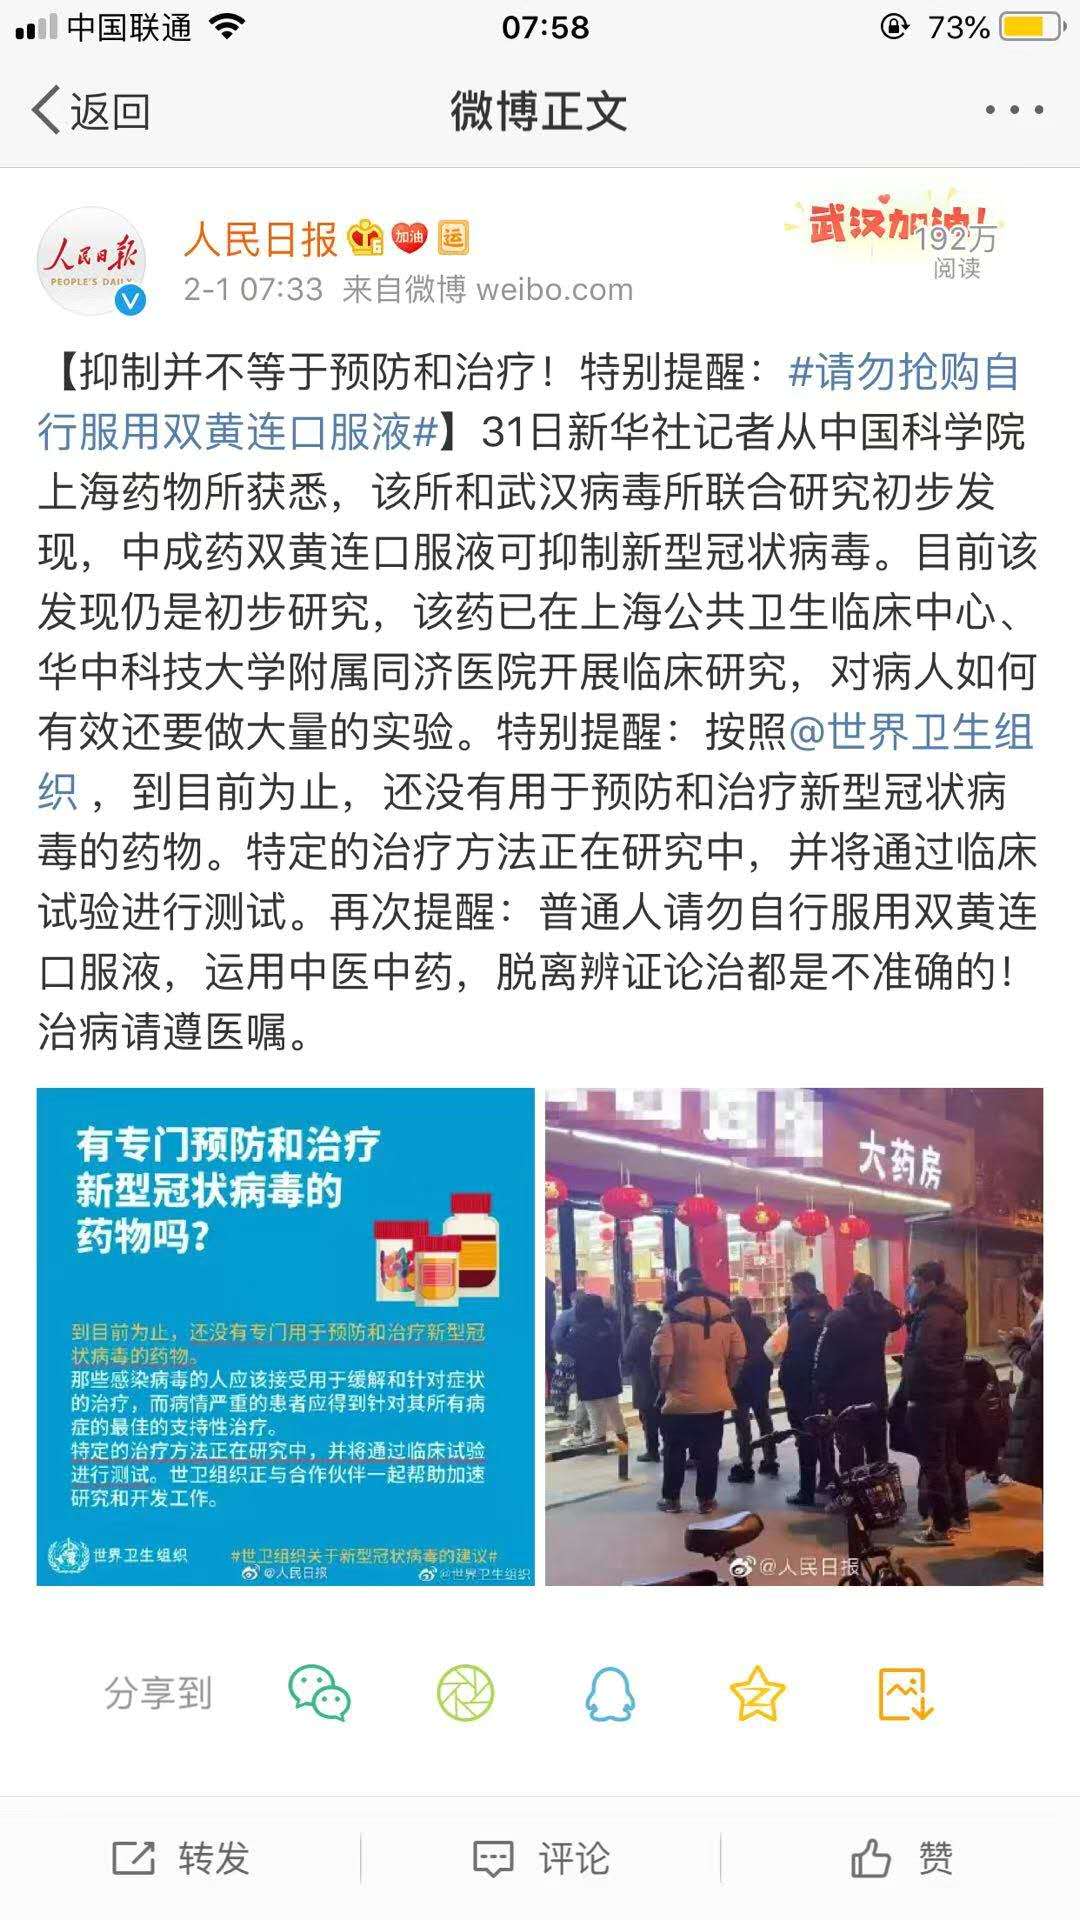 中国联通
07:58
73%
返回
微博正文
人民日报
PEOPLE'S DAILY
人民日报
加油
运
武汉加油!
192万
阅读
2-1 07:33 来自微博 weibo.com
【抑制并不等于预防和治疗！特别提醒：#请勿抢购自
行服用双黄连口服液#】31日新华社记者从中国科学院
上海药物所获悉，该所和武汉病毒所联合研究初步发
现，中成药双黄连口服液可抑制新型冠状病毒。目前该
发现仍是初步研究，该药已在上海公共卫生临床中心、
华中科技大学附属同济医院开展临床研究，对病人如何
有效还要做大量的实验。特别提醒：按照@世界卫生组
织 ，到目前为止，还没有用于预防和治疗新型冠状病
毒的药物。特定的治疗方法正在研究中，并将通过临床
试验进行测试。再次提醒：普通人请勿自行服用双黄连
口服液，运用中医中药，脱离辨证论治都是不准确的！
治病请遵医嘱。
有专门预防和治疗
新型冠状病毒的
药物吗?
到目前为止，还没有专门用于预防和治疗新型冠
状病毒的药物。
那些感染病毒的人应该接受用于缓解和针对症状
的治疗，而病情严重的患者应得到针对其所有病
症的最佳的支持性治疗。
特定的治疗方法正在研究中，并将通过临床试验
进行测试。世卫组织正与合作伙伴一起帮助加速
研究和开发工作。
世界卫生组织
#世卫组织关于新型冠状病毒的建议#
@人民日报
@世界卫生组织
大药房
@人民日报
分享到
转发
评论
赞